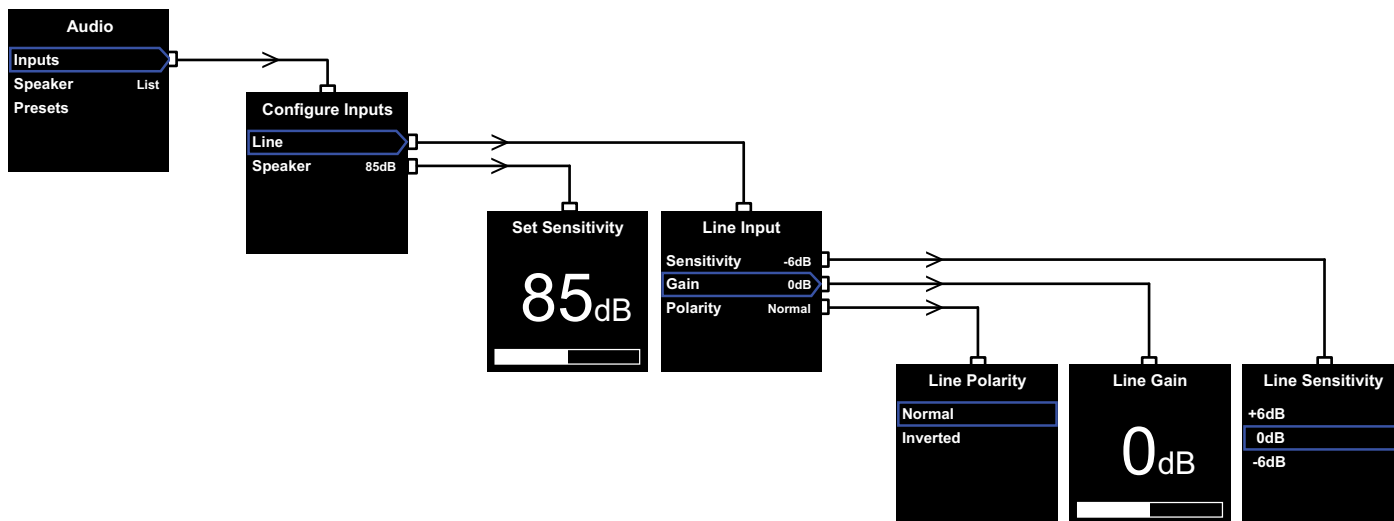 Audio
Inputs
Speaker List
Presets
Configure Inputs
Line
Speaker 85dB
Set Sensitivity
85dB
Line Input
Sensitivity -6dB
Gain 0dB
Polarity Normal
Line Polarity
Normal
Inverted
Line Gain
0dB
Line Sensitivity
+6dB
0dB
-6dB